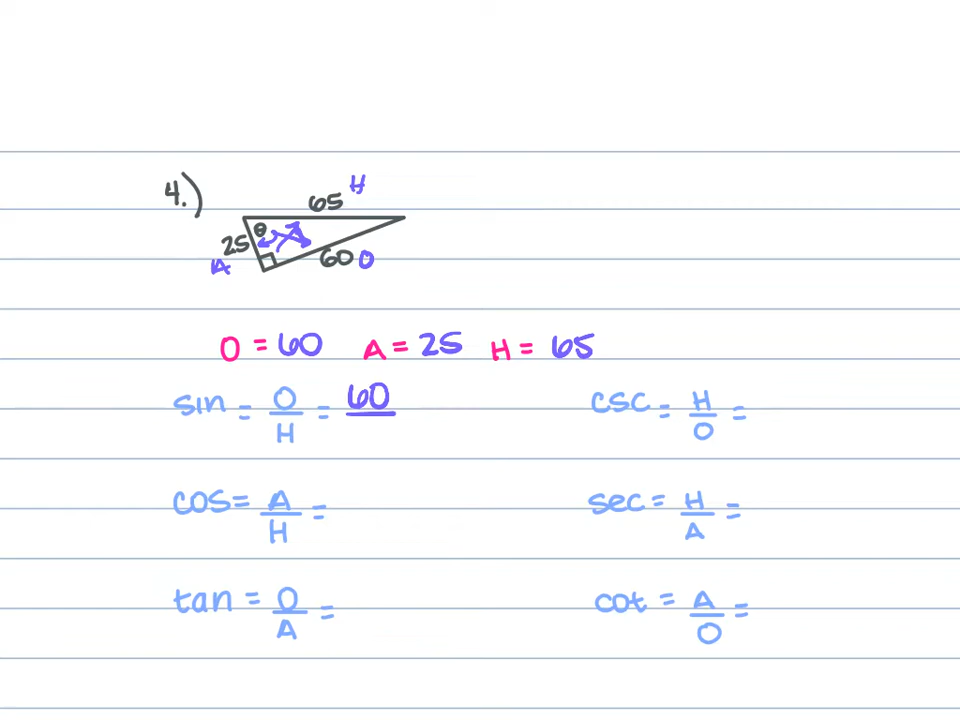 4.)
65 H
θ
25
A
60 O
O = 60 A = 25 H = 65
sin = O/H = 60/
csc = H/O =
cos = A/H =
sec = H/A =
tan = O/A =
cot = A/O =